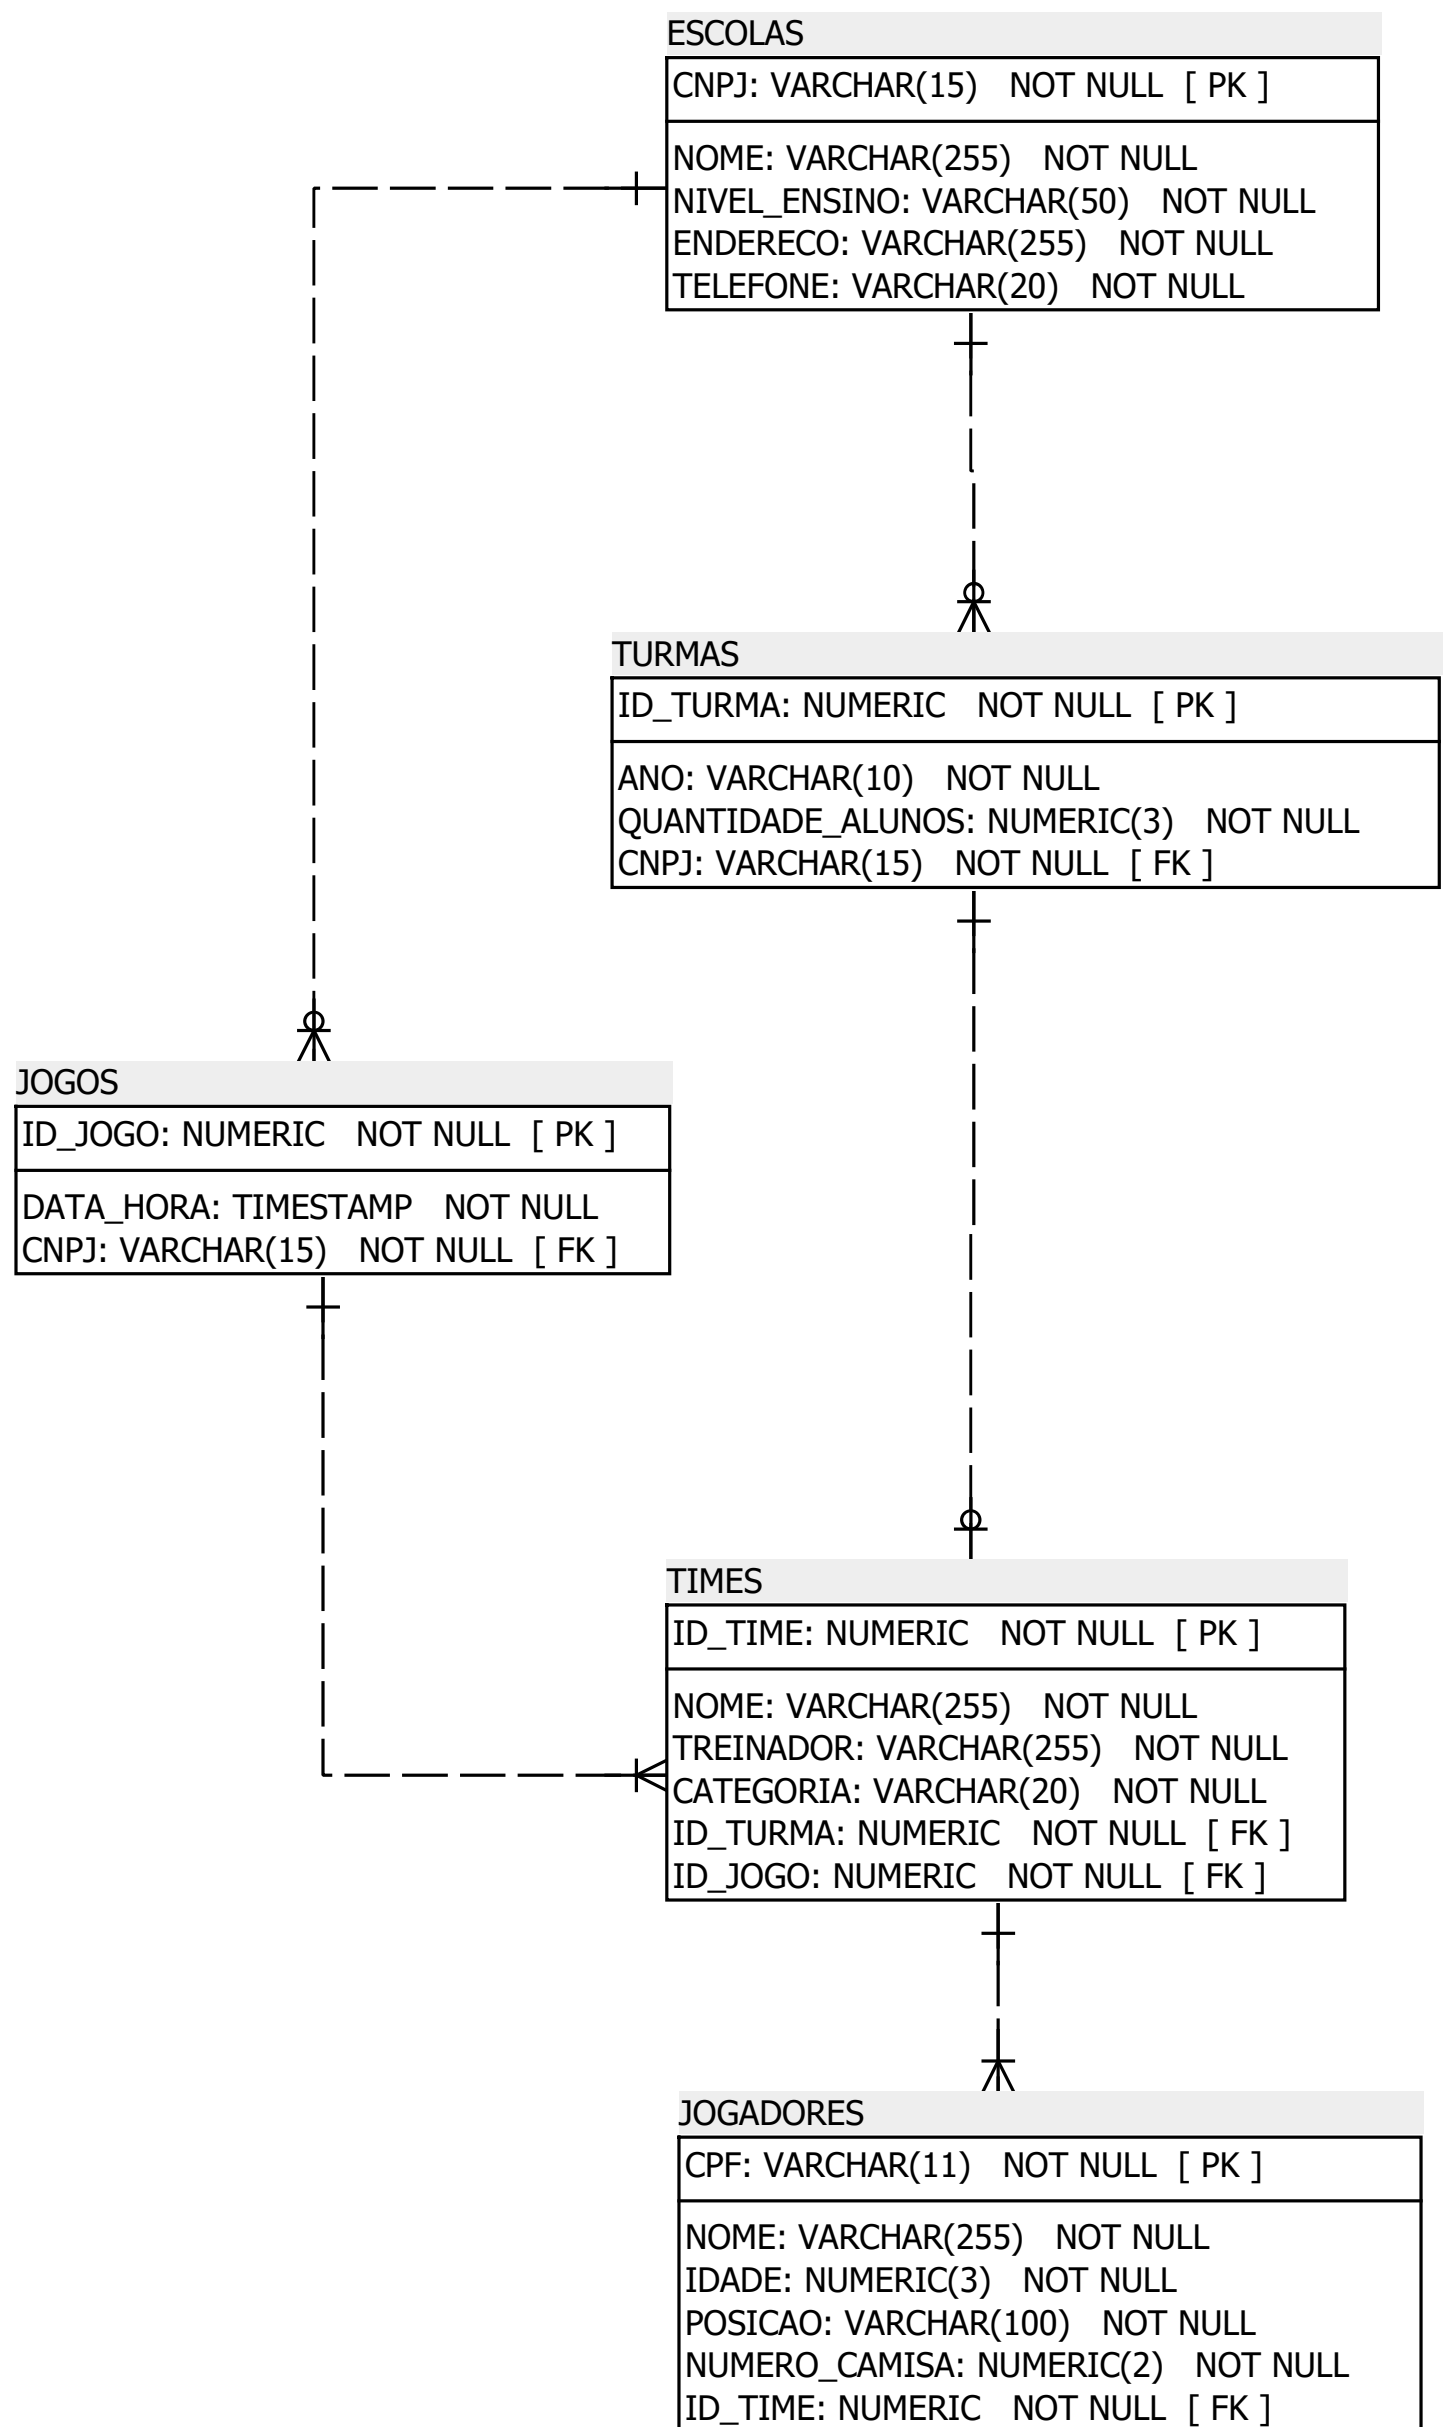 ESCOLAS
CNPJ: VARCHAR(15) NOT NULL [ PK ]
NOME: VARCHAR(255) NOT NULL
NIVEL_ENSINO: VARCHAR(50) NOT NULL
ENDERECO: VARCHAR(255) NOT NULL
TELEFONE: VARCHAR(20) NOT NULL
TURMAS
ID_TURMA: NUMERIC NOT NULL [ PK ]
ANO: VARCHAR(10) NOT NULL
QUANTIDADE_ALUNOS: NUMERIC(3) NOT NULL
CNPJ: VARCHAR(15) NOT NULL [ FK ]
JOGOS
ID_JOGO: NUMERIC NOT NULL [ PK ]
DATA_HORA: TIMESTAMP NOT NULL
CNPJ: VARCHAR(15) NOT NULL [ FK ]
TIMES
ID_TIME: NUMERIC NOT NULL [ PK ]
NOME: VARCHAR(255) NOT NULL
TREINADOR: VARCHAR(255) NOT NULL
CATEGORIA: VARCHAR(20) NOT NULL
ID_TURMA: NUMERIC NOT NULL [ FK ]
ID_JOGO: NUMERIC NOT NULL [ FK ]
JOGADORES
CPF: VARCHAR(11) NOT NULL [ PK ]
NOME: VARCHAR(255) NOT NULL
IDADE: NUMERIC(3) NOT NULL
POSICAO: VARCHAR(100) NOT NULL
NUMERO_CAMISA: NUMERIC(2) NOT NULL
ID_TIME: NUMERIC NOT NULL [ FK ]